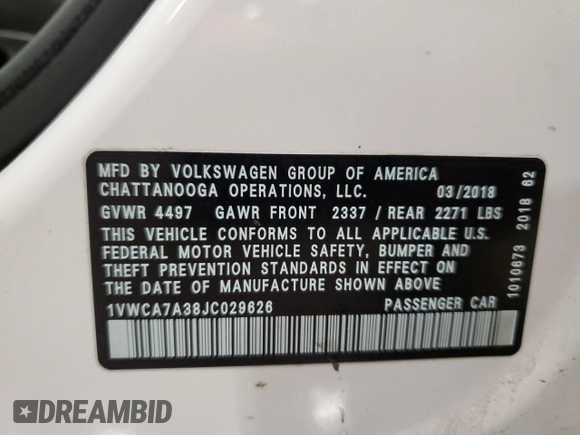 MFD BY VOLKSWAGEN GROUP OF AMERICA
CHATTANOOGA OPERATIONS, LLC. 03/2018
GVWR 4497 GAWR FRONT 2337 / REAR 2271 LBS
THIS VEHICLE CONFORMS TO ALL APPLICABLE U.S.
FEDERAL MOTOR VEHICLE SAFETY, BUMPER AND
THEFT PREVENTION STANDARDS IN EFFECT ON
THE DATE OF MANUFACTURE SHOWN ABOVE
1VWCA7A38JC029626 PASSENGER CAR
1010673 2018 62
DREAMBID